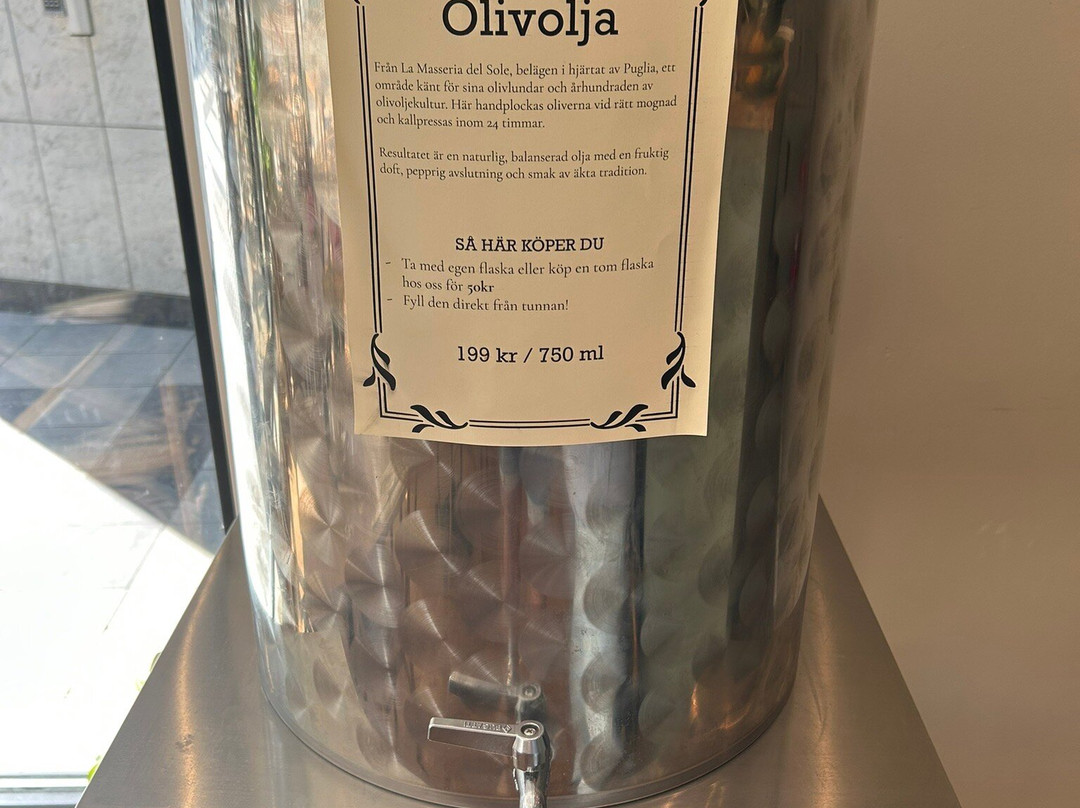 Olivolja
Från La Masseria del Sole, belägen i hjärtat av Puglia, ett
område känt för sina olivlundar och århundraden av
olivoljekultur. Här handplockas oliverna vid rätt mognad
och kallpressas inom 24 timmar.
Resultatet är en naturlig, balanserad olja med en fruktig
doft, pepprig avslutning och smak av äkta tradition.
SÅ HÄR KÖPER DU
- Ta med egen flaska eller köp en tom flaska
hos oss för 50kr
- Fyll den direkt från tunnan!
199 kr / 750 ml